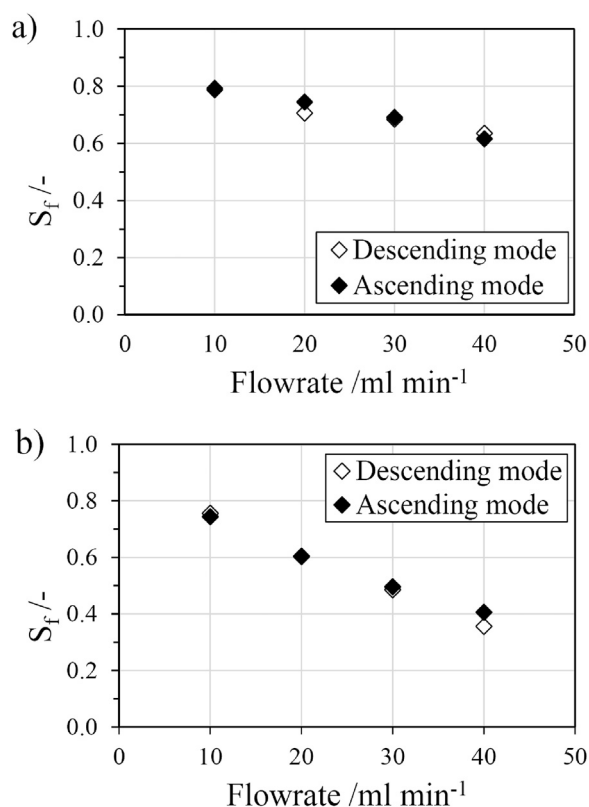 a)
1.0
0.8
0.6
0.4
0.2
0.0
S_f /-
Descending mode
Ascending mode
0 10 20 30 40 50
Flowrate /ml min⁻¹
b)
1.0
0.8
0.6
0.4
0.2
0.0
S_f /-
Descending mode
Ascending mode
0 10 20 30 40 50
Flowrate /ml min⁻¹